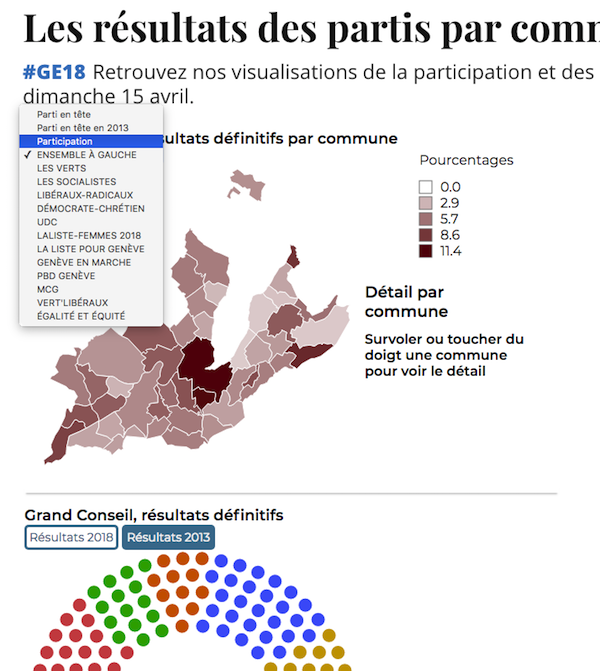 Les résultats des partis par comm
#GE18 Retrouvez nos visualisations de la participation et des
dimanche 15 avril.
Parti en tête
Parti en tête en 2013
Participation
✓ ENSEMBLE À GAUCHE
LES VERTS
LES SOCIALISTES
LIBÉRAUX-RADICAUX
DÉMOCRATE-CHRÉTIEN
UDC
LALISTE-FEMMES 2018
LA LISTE POUR GENÈVE
GENÈVE EN MARCHE
PBD GENÈVE
MCG
VERT'LIBÉRAUX
ÉGALITÉ ET ÉQUITÉ
sultats définitifs par commune
Pourcentages
0.0
2.9
5.7
8.6
11.4
Détail par
commune
Survoler ou toucher du
doigt une commune
pour voir le détail
Grand Conseil, résultats définitifs
Résultats 2018 Résultats 2013